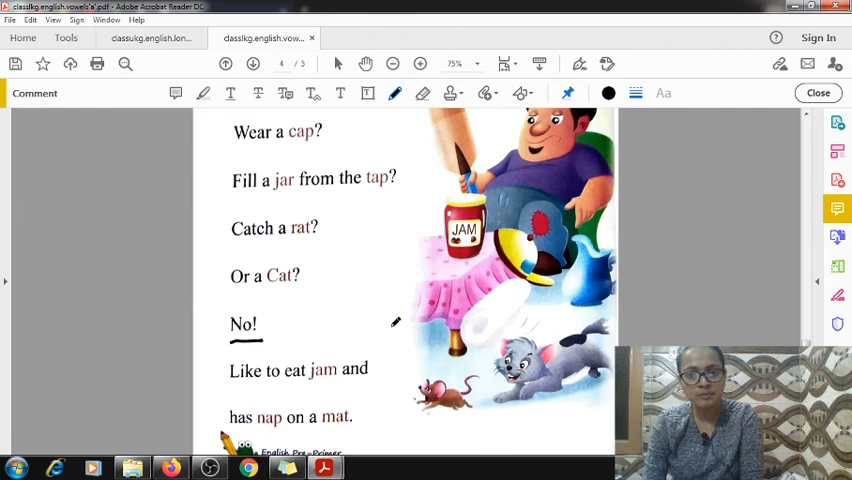 classlkg.english.vowels'a'.pdf - Adobe Acrobat Reader DC
File Edit View Sign Window Help
Home Tools classukg.english.lon... classlkg.english.vow... × Sign In
4 / 5 75%
Comment Close
Wear a cap?
Fill a jar from the tap?
Catch a rat?
Or a Cat?
No!
Like to eat jam and
has nap on a mat.
JAM
English Pre-Primer